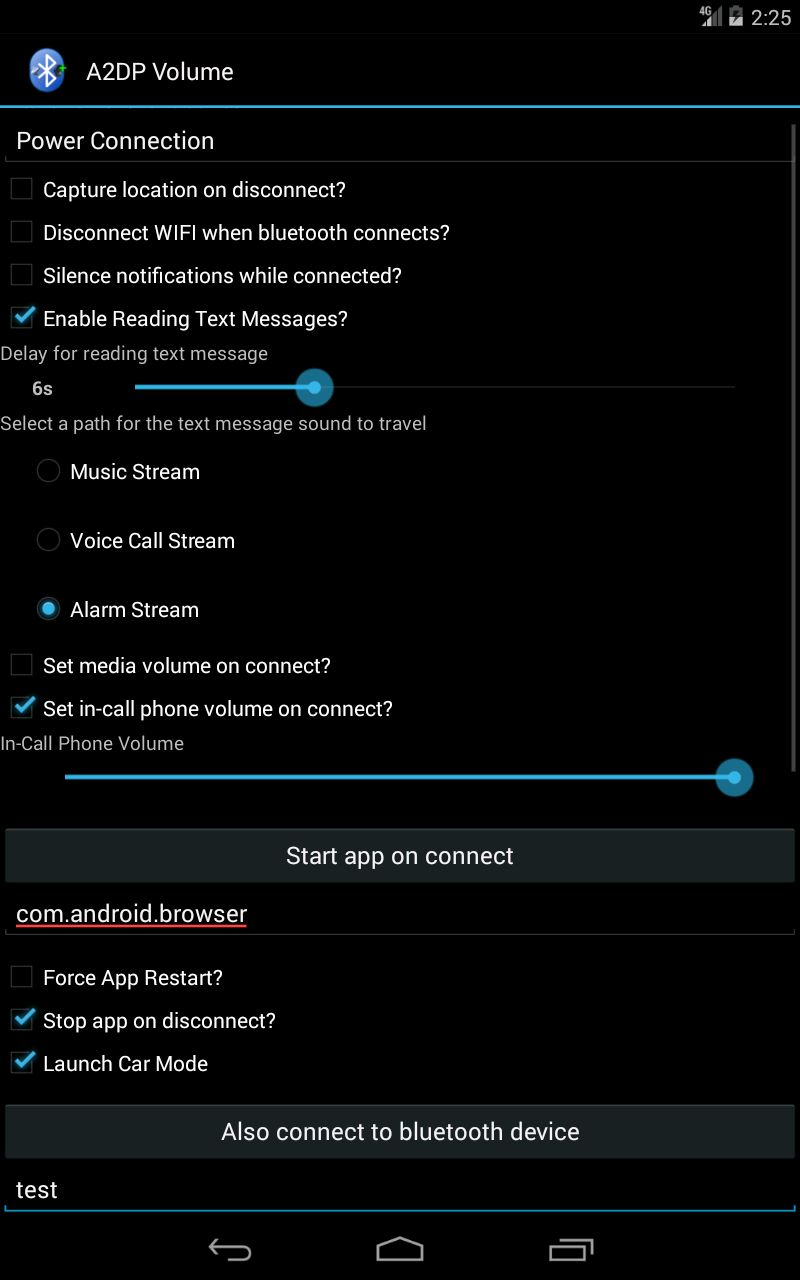 4G 2:25
A2DP Volume
Power Connection
Capture location on disconnect?
Disconnect WIFI when bluetooth connects?
Silence notifications while connected?
Enable Reading Text Messages?
Delay for reading text message
6s
Select a path for the text message sound to travel
Music Stream
Voice Call Stream
Alarm Stream
Set media volume on connect?
Set in-call phone volume on connect?
In-Call Phone Volume
Start app on connect
com.android.browser
Force App Restart?
Stop app on disconnect?
Launch Car Mode
Also connect to bluetooth device
test